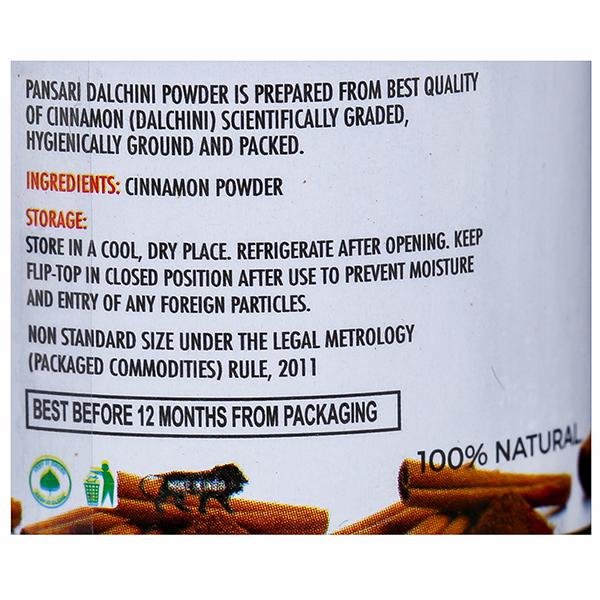 PANSARI DALCHINI POWDER IS PREPARED FROM BEST QUALITY
OF CINNAMON (DALCHINI) SCIENTIFICALLY GRADED,
HYGIENICALLY GROUND AND PACKED.
INGREDIENTS: CINNAMON POWDER
STORAGE:
STORE IN A COOL, DRY PLACE. REFRIGERATE AFTER OPENING. KEEP
FLIP-TOP IN CLOSED POSITION AFTER USE TO PREVENT MOISTURE
AND ENTRY OF ANY FOREIGN PARTICLES.
NON STANDARD SIZE UNDER THE LEGAL METROLOGY
(PACKAGED COMMODITIES) RULE, 2011
BEST BEFORE 12 MONTHS FROM PACKAGING
100% NATURAL
MAKE IN INDIA